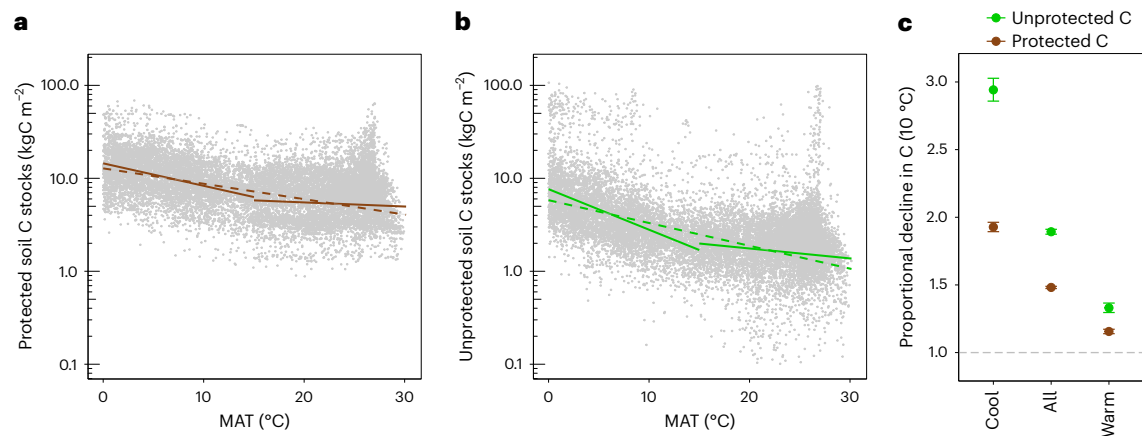 a
Protected soil C stocks (kgC m−2)
100.0
10.0
1.0
0.1
0
10
20
30
MAT (°C)
b
Unprotected soil C stocks (kgC m−2)
100.0
10.0
1.0
0.1
0
10
20
30
MAT (°C)
c
Unprotected C
Protected C
Proportional decline in C (10 °C)
3.0
2.5
2.0
1.5
1.0
Cool
All
Warm